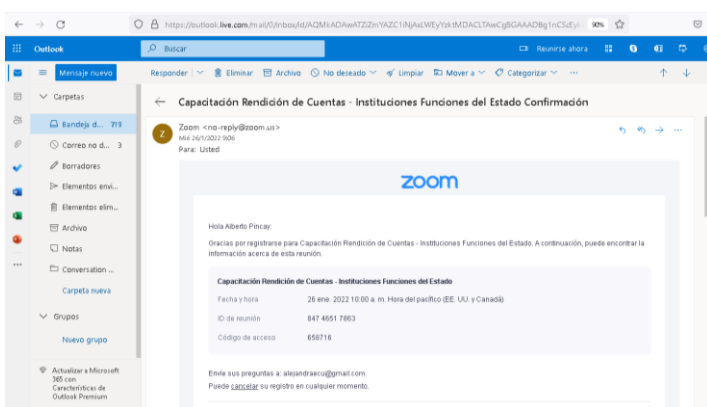 https://outlook.live.com/mail/0/inbox/id/
90%
Outlook
Buscar
Reunirse ahora
Mensaje nuevo
Responder
Eliminar
Archivo
No deseado
Limpiar
Mover a
Categorizar
Carpetas
Bandeja d... 719
Correo no d... 3
Borradores
Elementos envi...
Elementos elim...
Archivo
Notas
Conversation ...
Carpeta nueva
Grupos
Nuevo grupo
Actualizar a Microsoft
365 con
Características de
Outlook Premium
Capacitación Rendición de Cuentas - Instituciones Funciones del Estado Confirmación
Z
Zoom <no-reply@zoom.us>
Mié 26/1/2022 9:06
Para: Usted
zoom
Hola Alberto Pincay:
Gracias por registrarse para Capacitación Rendición de Cuentas - Instituciones Funciones del Estado. A continuación, puede encontrar la
información acerca de esta reunión.
Capacitación Rendición de Cuentas - Instituciones Funciones del Estado
Fecha y hora 26 ene. 2022 10:00 a. m. Hora del pacífico (EE. UU. y Canadá)
ID de reunión 847 4651 7863
Código de acceso 658716
Envíe sus preguntas a: alejandraecu@gmail.com.
Puede cancelar su registro en cualquier momento.